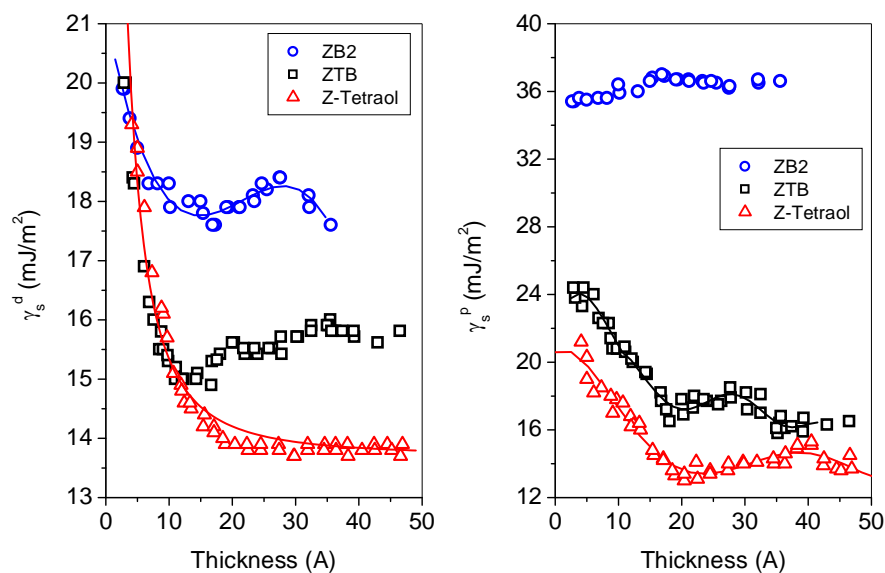 21
20
19
18
17
16
15
14
13
γ_s^d (mJ/m²)
0
10
20
30
40
50
Thickness (A)
ZB2
ZTB
Z-Tetraol
40
36
32
28
24
20
16
12
γ_s^p (mJ/m²)
0
10
20
30
40
50
Thickness (A)
ZB2
ZTB
Z-Tetraol